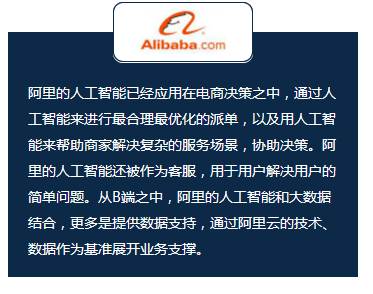 Alibaba.com
阿里的人工智能已经应用在电商决策之中，通过人
工智能来进行最合理最优化的派单，以及用人工智
能来帮助商家解决复杂的服务场景，协助决策。阿
里的人工智能还被作为客服，用于用户解决用户的
简单问题。从B端之中，阿里的人工智能和大数据
结合，更多是提供数据支持，通过阿里云的技术、
数据作为基准展开业务支撑。